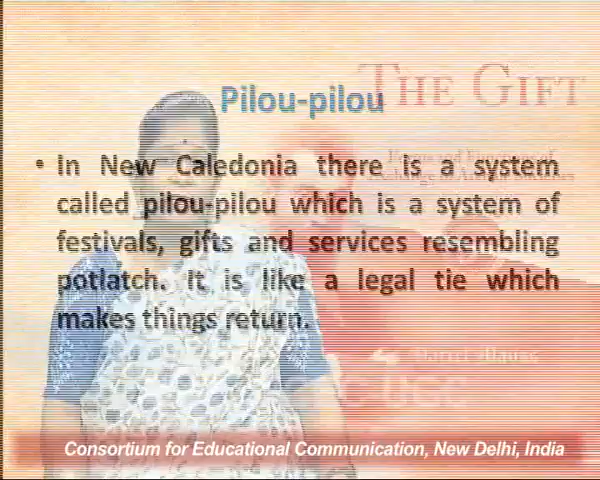 THE GIFT
Pilou-pilou
• In New Caledonia there is a system
called pilou-pilou which is a system of
festivals, gifts and services resembling
potlatch. It is like a legal tie which
makes things return.
UGC
Consortium for Educational Communication, New Delhi, India